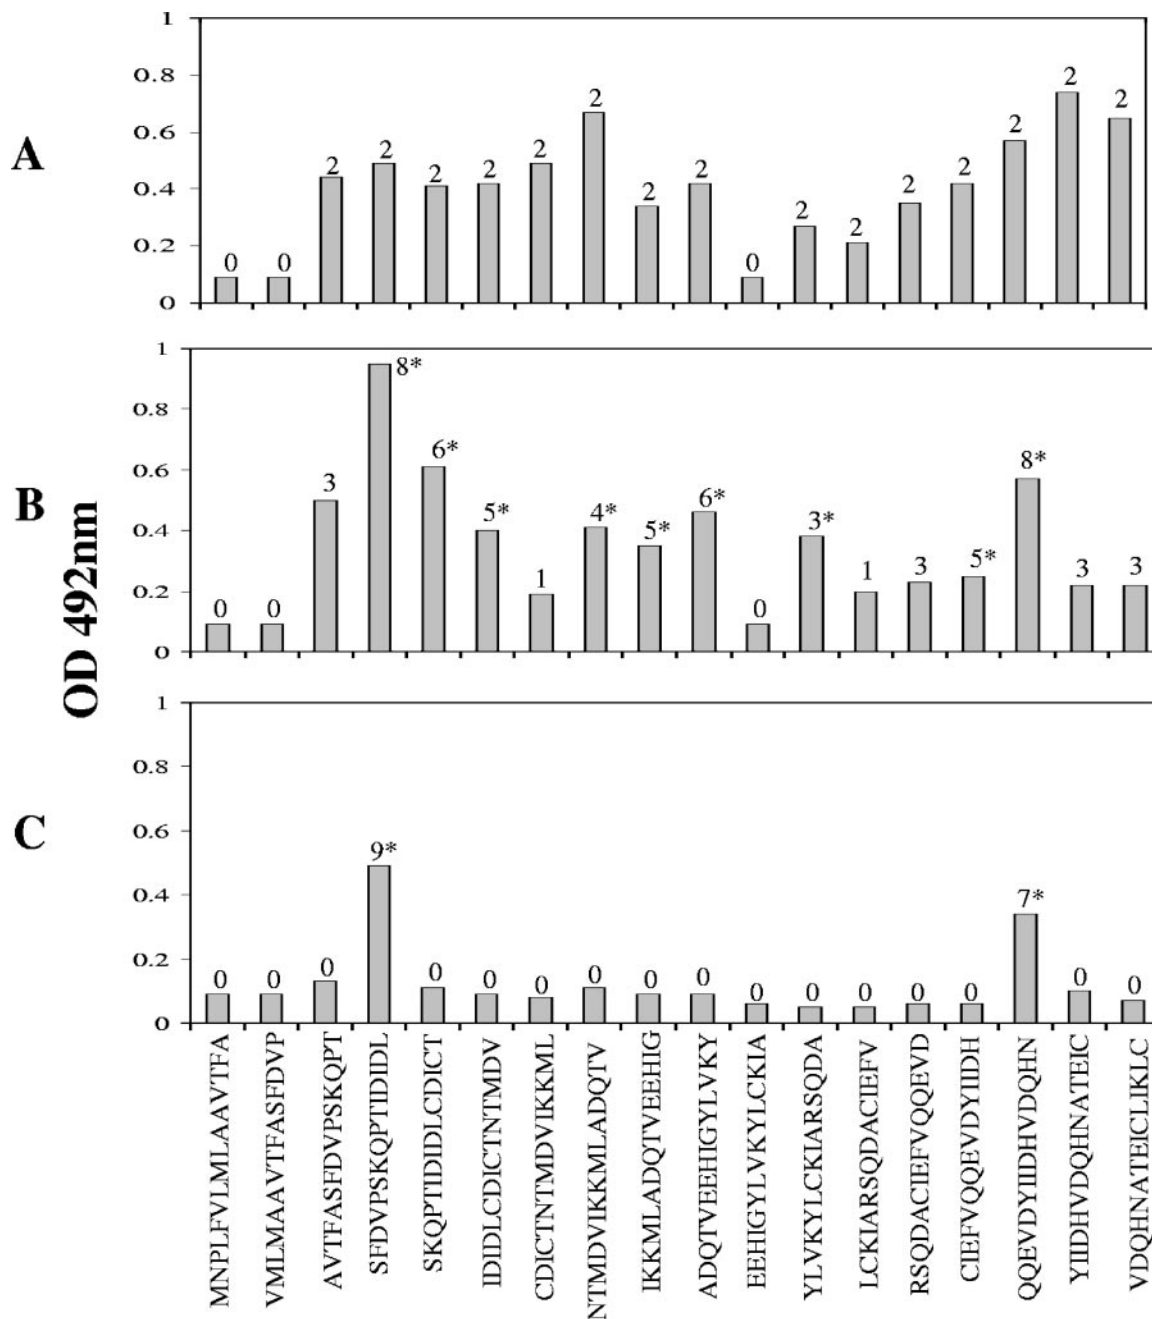 A
1
0.8
0.6
0.4
0.2
0
0 0 2 2 2 2 2 2 2 2 0 2 2 2 2 2 2 2
B
OD 492nm
1
0.8
0.6
0.4
0.2
0
0 0 3 8* 6* 5* 1 4* 5* 6* 0 3* 1 3 5* 8* 3 3
C
1
0.8
0.6
0.4
0.2
0
0 0 0 9* 0 0 0 0 0 0 0 0 0 0 0 7* 0 0
MNPLFVLMLAAVTFA
VMLMAAVTFASFDVP
AVTFASFDVPSKQPT
SFDVPSKQPTIDIDL
SKQPTIDIDLCDICT
IDIDLCDICTNTMDV
CDICTNTMDVIKKML
NTMDVIKKMLADQTV
IKKMLADQTVEEHIG
ADQTVEEHIGYLVKY
EEHIGYLVKYLCKIA
YLVKYLCKIARSQDA
LCKIARSQDACIEFV
RSQDACIEFVQQEVD
CIEFVQQEVDYIIDH
QQEVDYIIDHVDQHN
YIIDHVDQHNATEIC
VDQHNATEICLIKLC